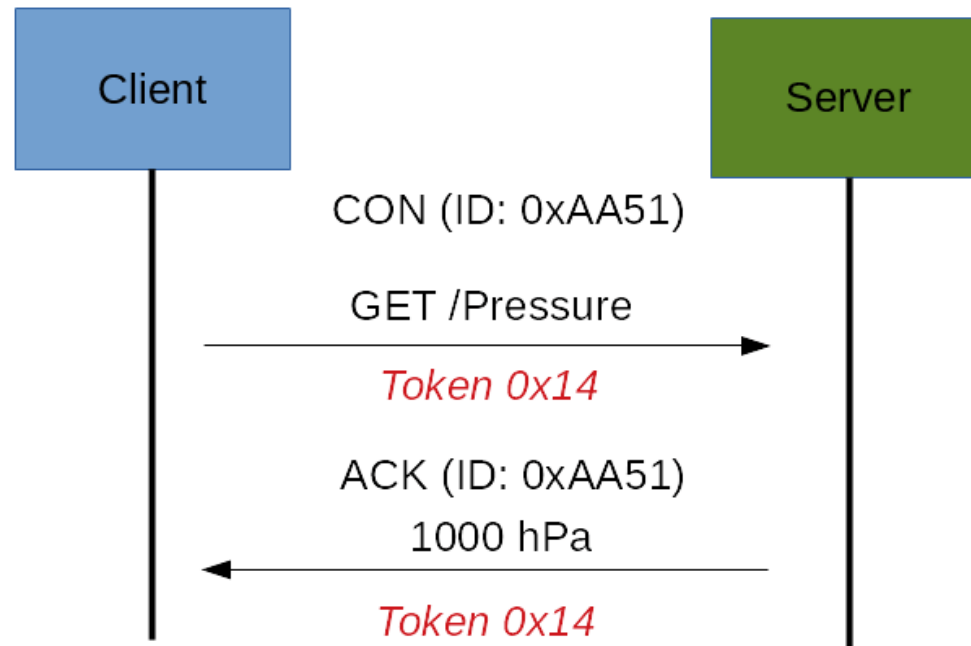 Client
Server
CON (ID: 0xAA51)
GET /Pressure
Token 0x14
ACK (ID: 0xAA51)
1000 hPa
Token 0x14